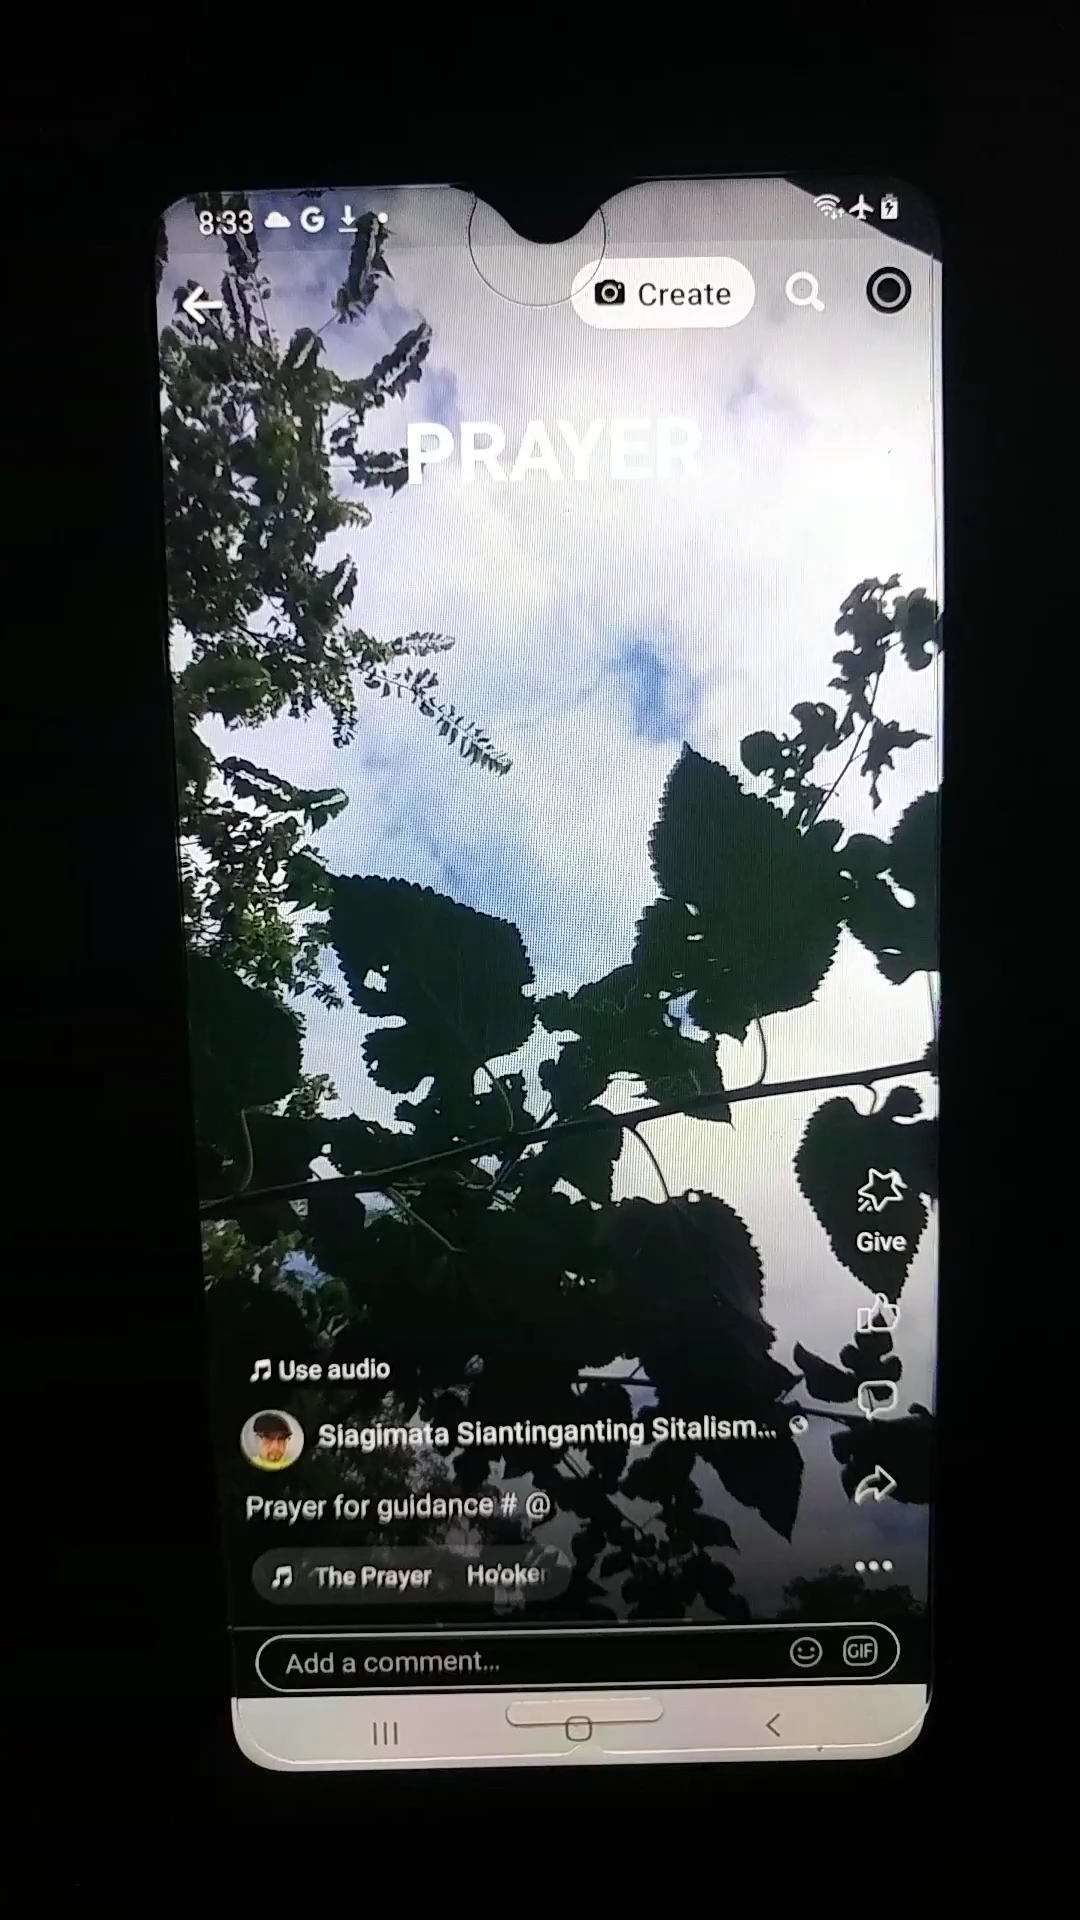 8:33 G
Create
PRAYER
Give
Use audio
Siagimata Siantinganting Sitalism...
Prayer for guidance # @
The Prayer Ho'oker
Add a comment...
GIF